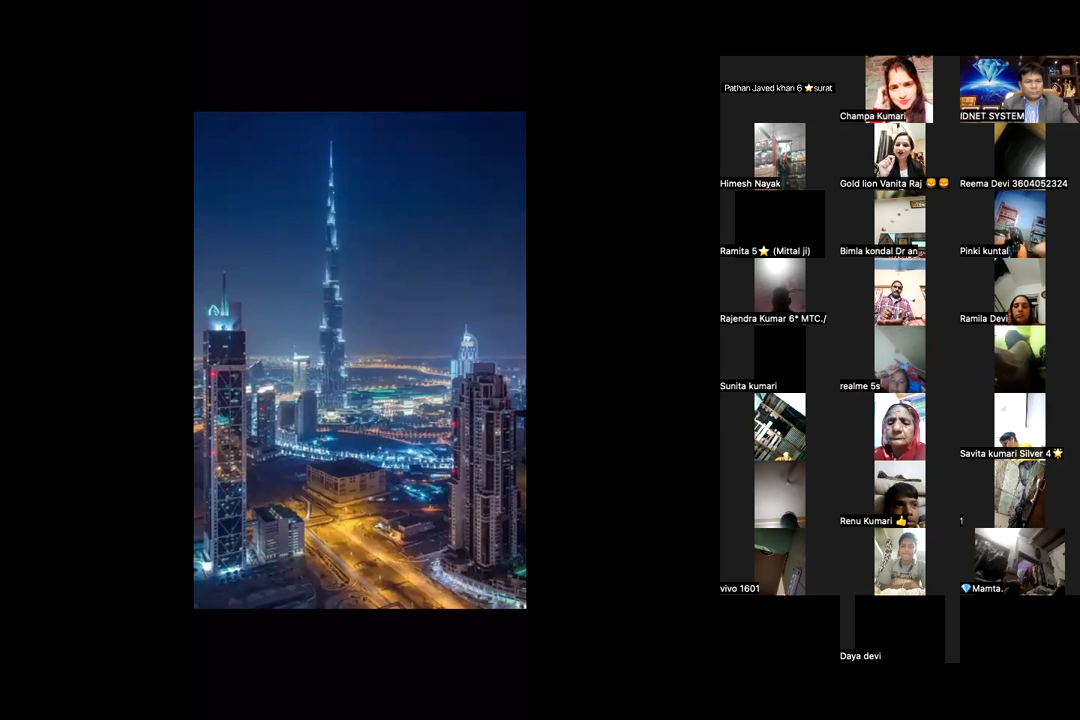 Pathan Javed khan 6 ⭐surat
Champa Kumari
IDNET SYSTEM
Himesh Nayak
Gold lion Vanita Raj 🦁🦁
Reema Devi 3604052324
Ramita 5⭐ (Mittal ji)
Bimla kondal Dr an
Pinki kuntal
Rajendra Kumar 6* MTC./
Ramila Devi
Sunita kumari
realme 5s
Savita kumari Silver 4🌟
Renu Kumari 👍
1
vivo 1601
💎Mamta.
Daya devi